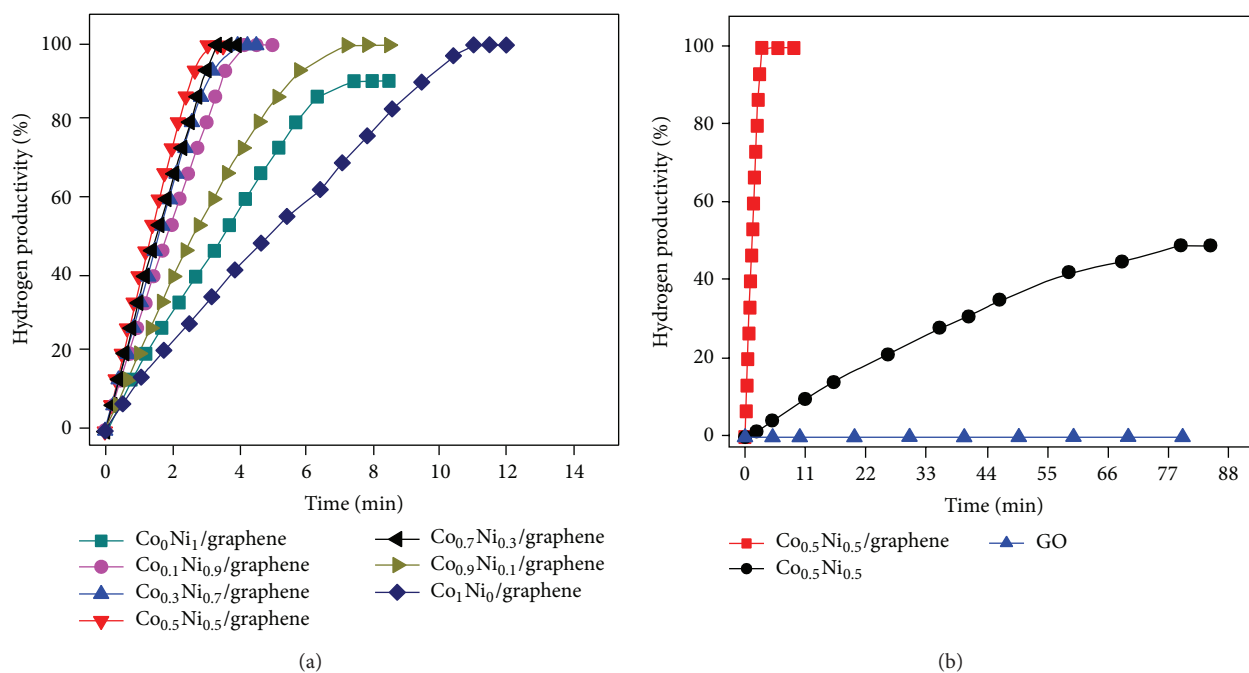 Hydrogen productivity (%)
100
80
60
40
20
0
0 2 4 6 8 10 12 14
Time (min)
Co₀Ni₁/graphene
Co₀.₁Ni₀.₉/graphene
Co₀.₃Ni₀.₇/graphene
Co₀.₅Ni₀.₅/graphene
Co₀.₇Ni₀.₃/graphene
Co₀.₉Ni₀.₁/graphene
Co₁Ni₀/graphene
(a)
Hydrogen productivity (%)
100
80
60
40
20
0
0 11 22 33 44 55 66 77 88
Time (min)
Co₀.₅Ni₀.₅/graphene
Co₀.₅Ni₀.₅
GO
(b)